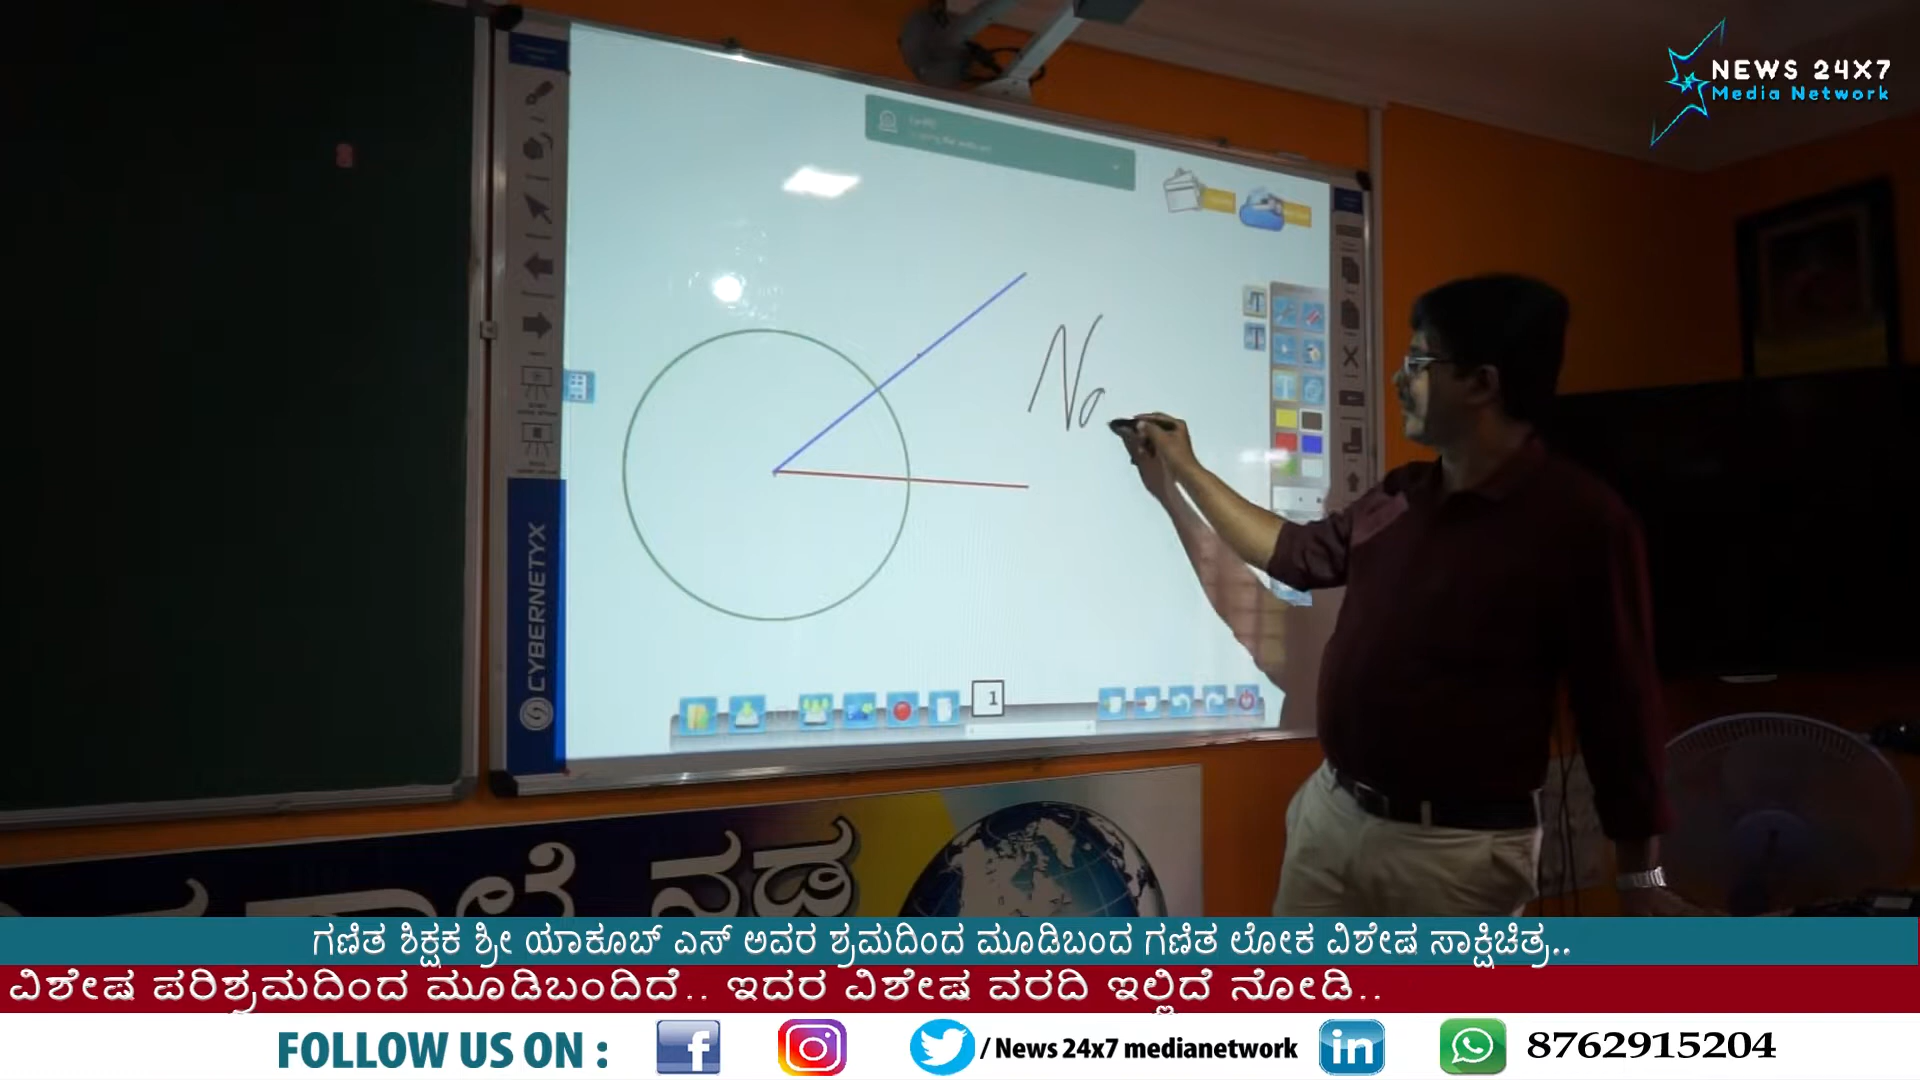 NEWS 24X7
Media Network
No
1
CYBERNETYX
ನಡ
ಗಣಿತ ಶಿಕ್ಷಕ ಶ್ರೀ ಯಾಕೂಬ್ ಎಸ್ ಅವರ ಶ್ರಮದಿಂದ ಮೂಡಿಬಂದ ಗಣಿತ ಲೋಕ ವಿಶೇಷ ಸಾಕ್ಷಿಚಿತ್ರ..
ವಿಶೇಷ ಪರಿಶ್ರಮದಿಂದ ಮೂಡಿಬಂದಿದೆ.. ಇದರ ವಿಶೇಷ ವರದಿ ಇಲ್ಲಿದೆ ನೋಡಿ..
FOLLOW US ON : / News 24x7 medianetwork 8762915204